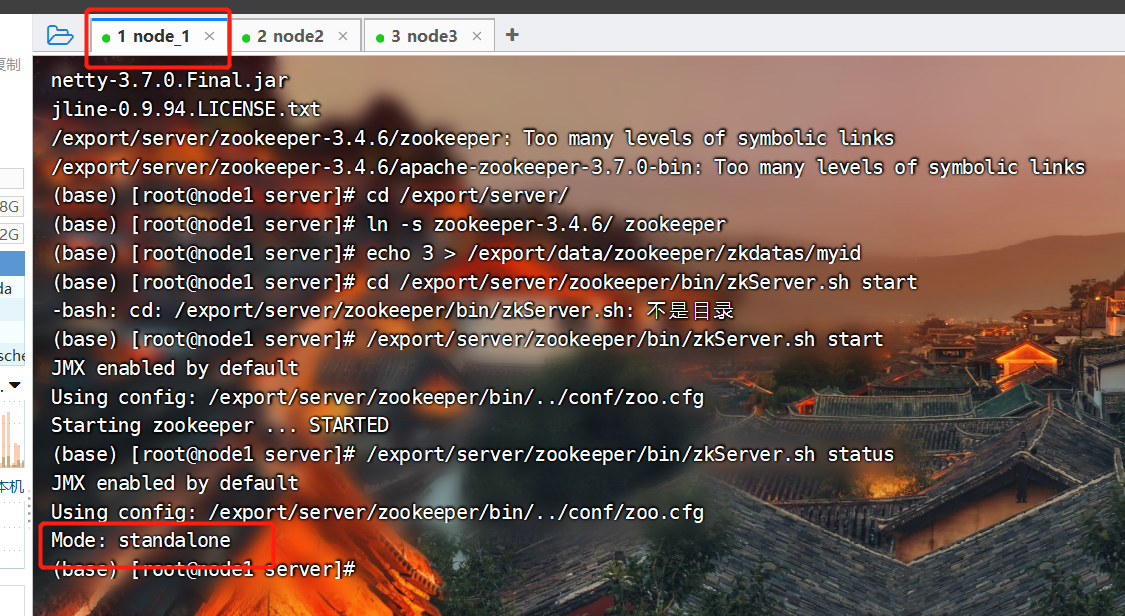 1 node_1 × 2 node2 × 3 node3 × +
复制
netty-3.7.0.Final.jar
jline-0.9.94.LICENSE.txt
/export/server/zookeeper-3.4.6/zookeeper: Too many levels of symbolic links
/export/server/zookeeper-3.4.6/apache-zookeeper-3.7.0-bin: Too many levels of symbolic links
(base) [root@node1 server]# cd /export/server/
8G
(base) [root@node1 server]# ln -s zookeeper-3.4.6/ zookeeper
2G
(base) [root@node1 server]# echo 3 > /export/data/zookeeper/zkdatas/myid
(base) [root@node1 server]# cd /export/server/zookeeper/bin/zkServer.sh start
da
-bash: cd: /export/server/zookeeper/bin/zkServer.sh: 不是目录
(base) [root@node1 server]# /export/server/zookeeper/bin/zkServer.sh start
sche
JMX enabled by default
Using config: /export/server/zookeeper/bin/../conf/zoo.cfg
Starting zookeeper ... STARTED
(base) [root@node1 server]# /export/server/zookeeper/bin/zkServer.sh status
JMX enabled by default
本机
Using config: /export/server/zookeeper/bin/../conf/zoo.cfg
Mode: standalone
(base) [root@node1 server]#